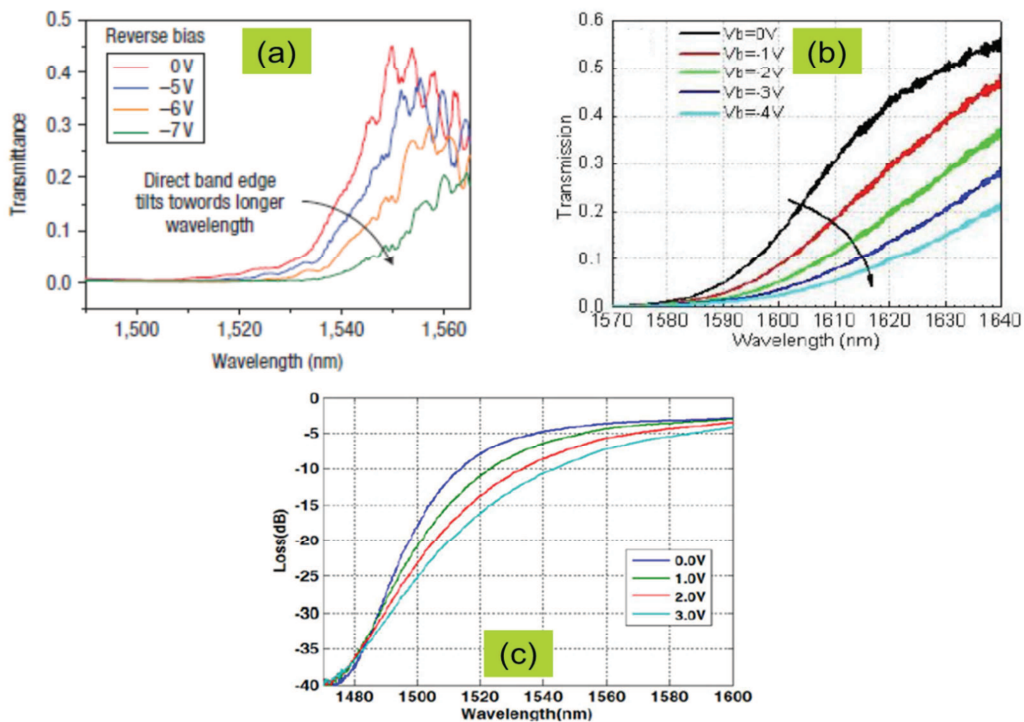 Reverse bias
0 V
–5 V
–6 V
–7 V
(a)
Direct band edge
tilts towards longer
wavelength
Transmittance
0.5
0.4
0.3
0.2
0.1
0.0
1,500
1,520
1,540
1,560
Wavelength (nm)
Vb=0V
Vb=-1V
Vb=-2V
Vb=-3V
Vb=-4V
(b)
Transmission
0.6
0.5
0.4
0.3
0.2
0.1
0.0
1570
1580
1590
1600
1610
1620
1630
1640
Wavelength (nm)
Loss(dB)
0
-5
-10
-15
-20
-25
-30
-35
-40
0.0V
1.0V
2.0V
3.0V
(c)
1480
1500
1520
1540
1560
1580
1600
Wavelength(nm)